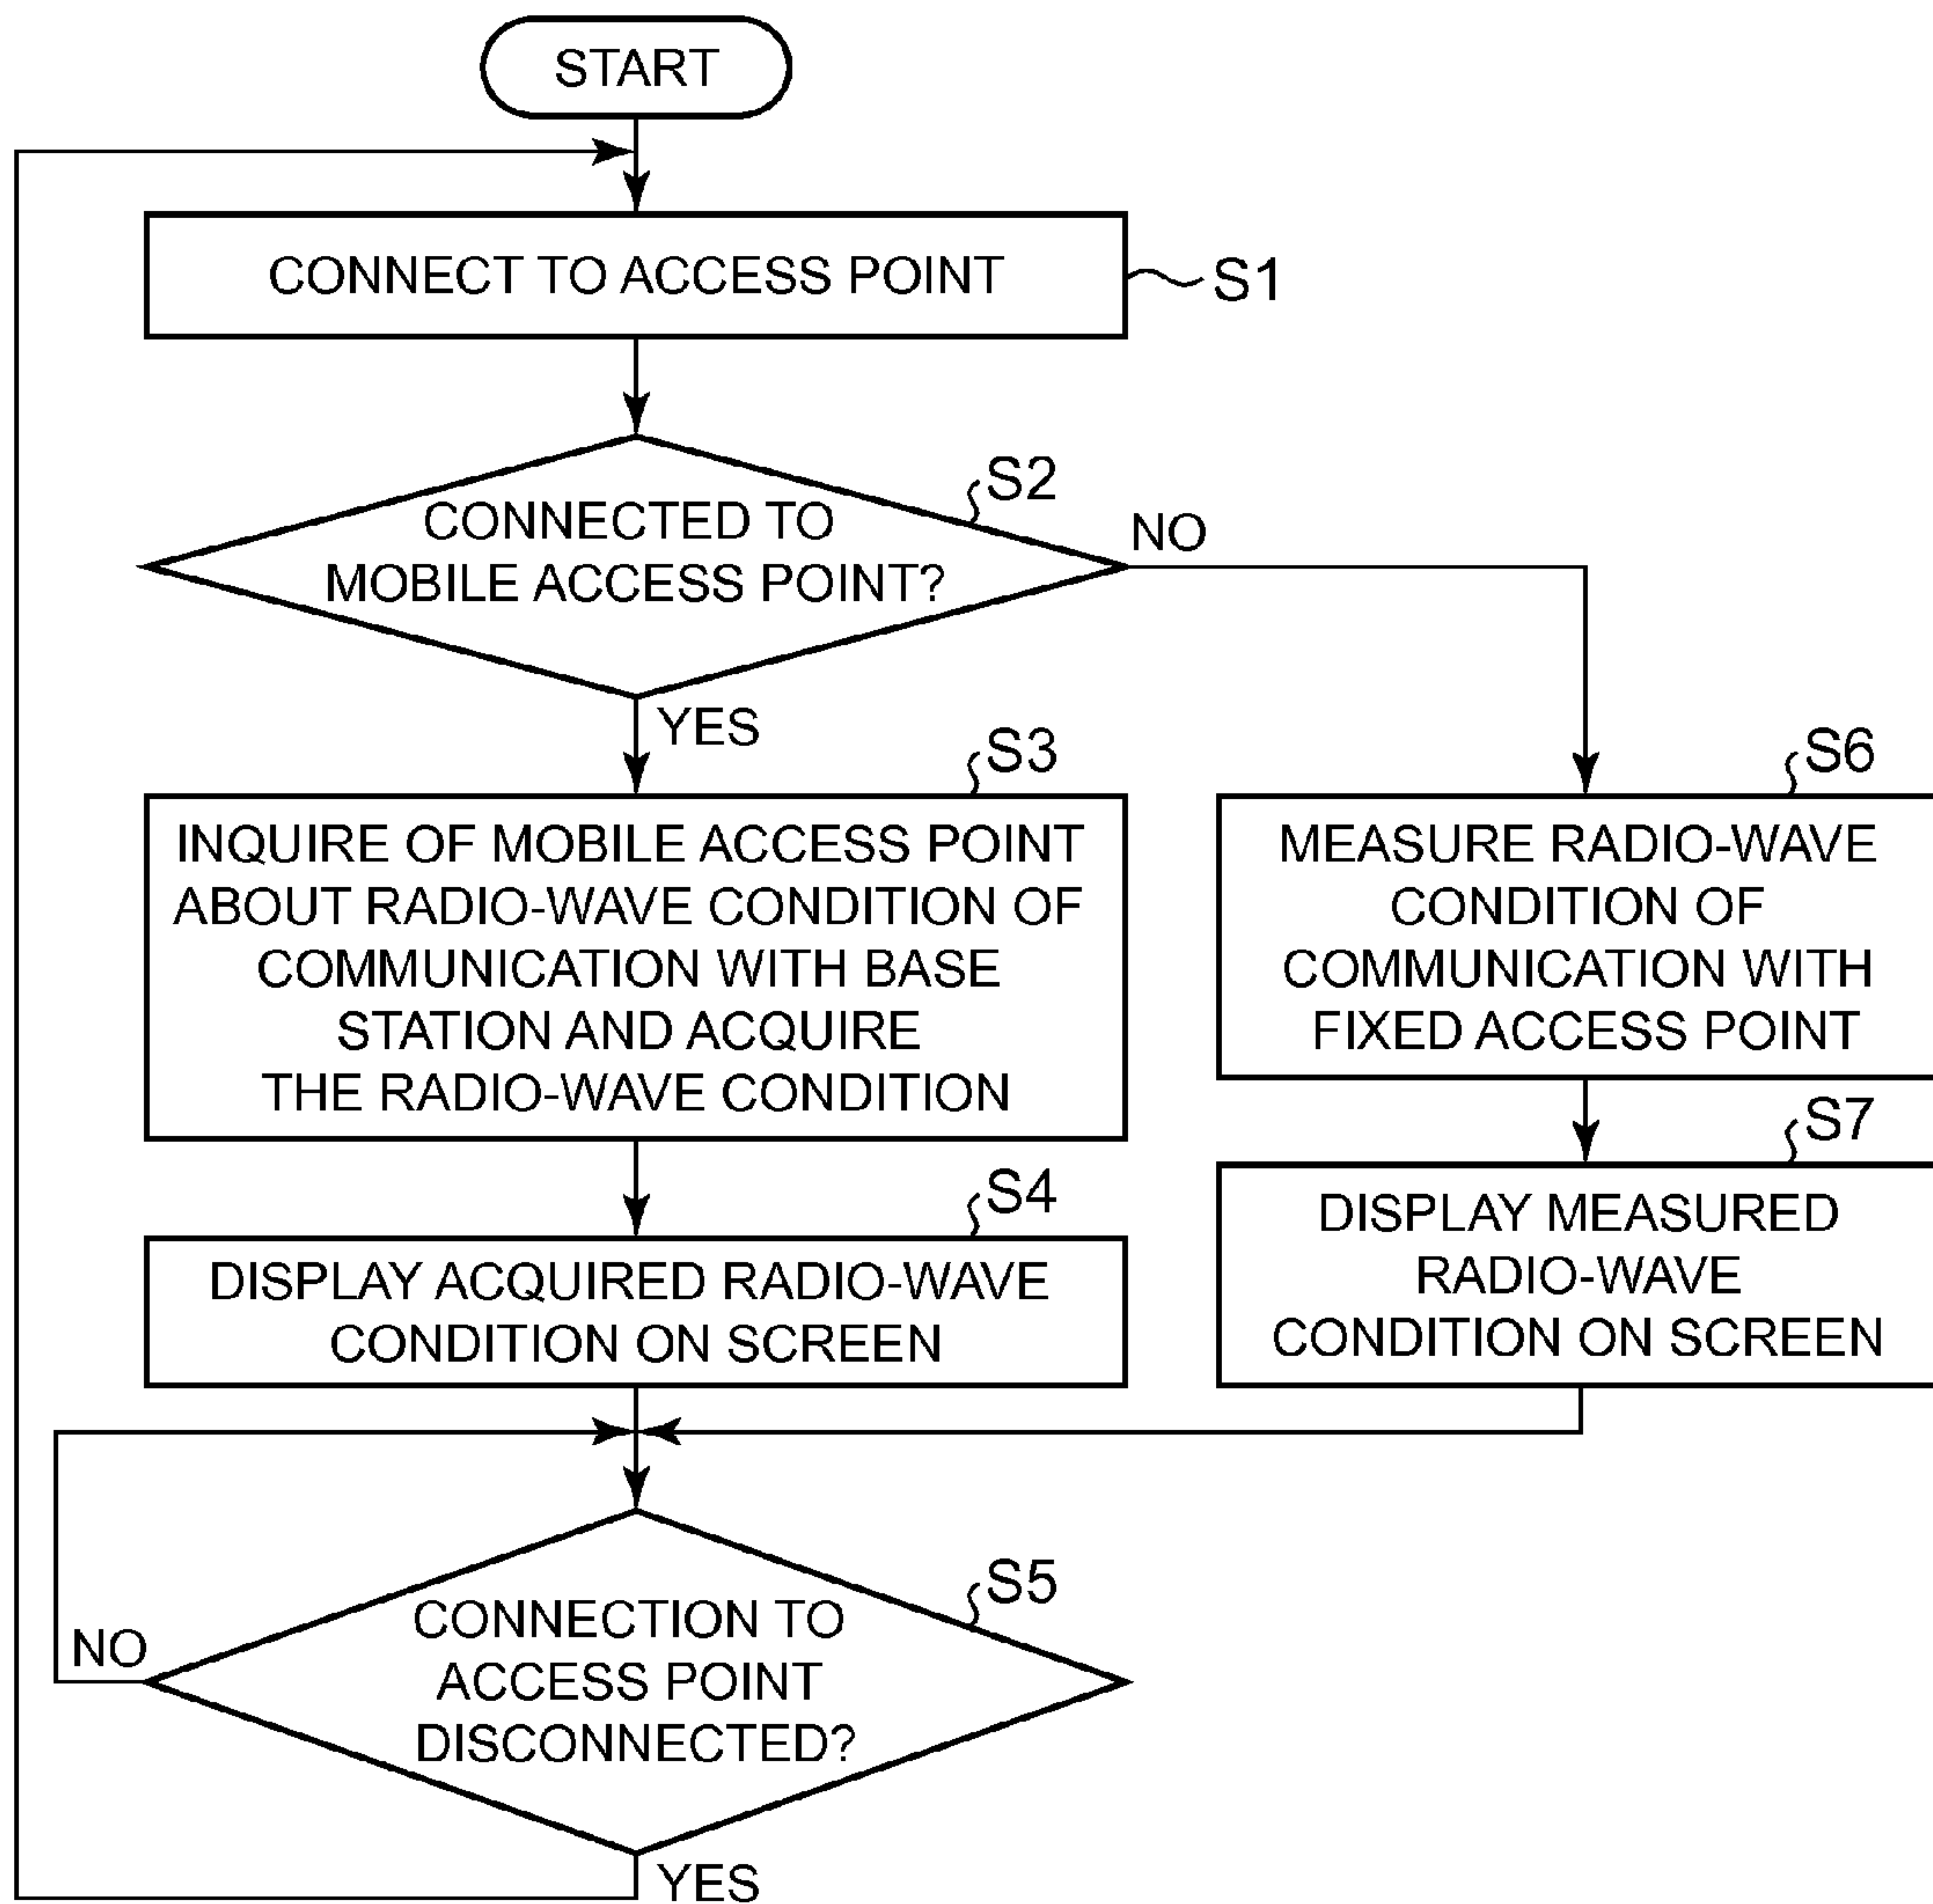 START
CONNECT TO ACCESS POINT
S1
S2
CONNECTED TO
MOBILE ACCESS POINT?
NO
YES
S3
INQUIRE OF MOBILE ACCESS POINT
ABOUT RADIO-WAVE CONDITION OF
COMMUNICATION WITH BASE
STATION AND ACQUIRE
THE RADIO-WAVE CONDITION
S6
MEASURE RADIO-WAVE
CONDITION OF
COMMUNICATION WITH
FIXED ACCESS POINT
S4
DISPLAY ACQUIRED RADIO-WAVE
CONDITION ON SCREEN
S7
DISPLAY MEASURED
RADIO-WAVE
CONDITION ON SCREEN
S5
CONNECTION TO
ACCESS POINT
DISCONNECTED?
NO
YES